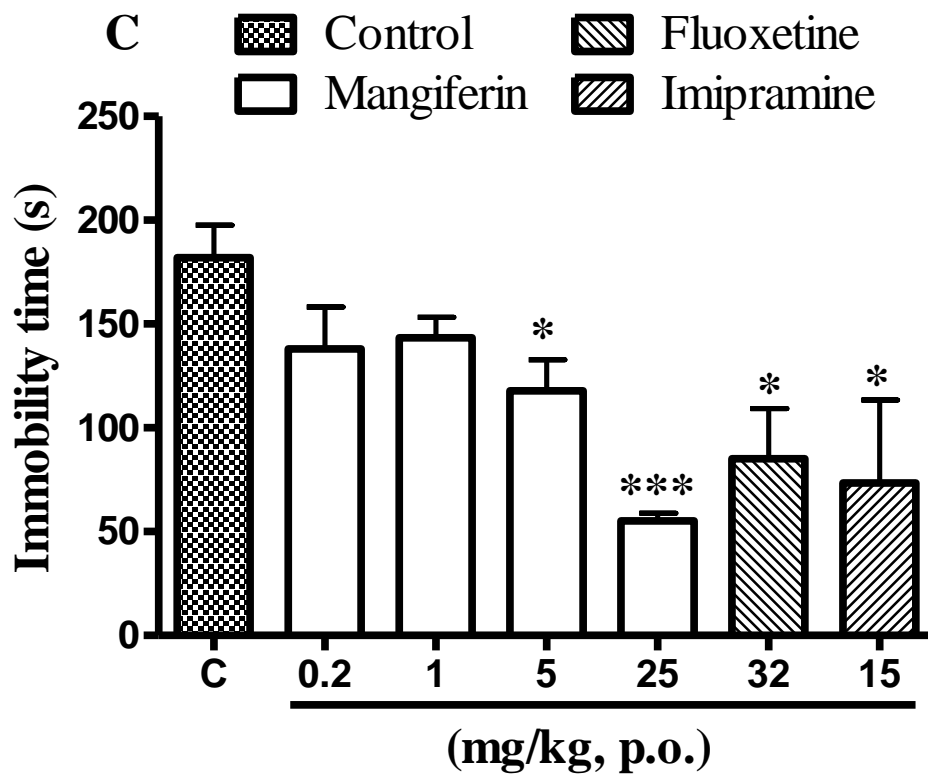 C
Control
Fluoxetine
Mangiferin
Imipramine
Immobility time (s)
250
200
150
100
50
0
*
***
*
*
C 0.2 1 5 25 32 15
(mg/kg, p.o.)